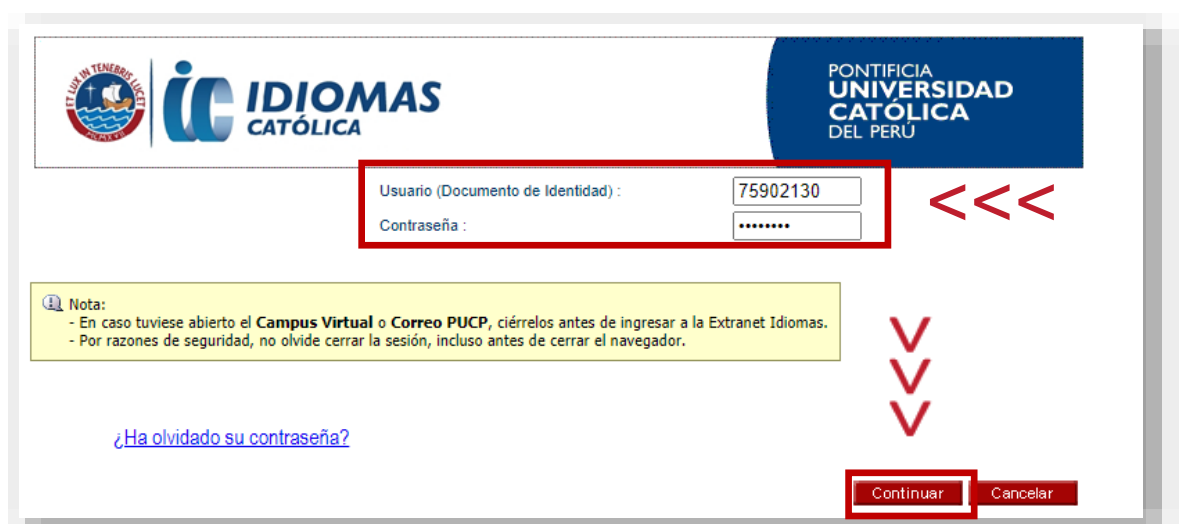 ET LUX IN TENEBRIS LUCET
MCMXVII
ic IDIOMAS
CATÓLICA
PONTIFICIA
UNIVERSIDAD
CATÓLICA
DEL PERÚ
Usuario (Documento de Identidad) : 75902130
<<<
Contraseña : ••••••••
Nota:
- En caso tuviese abierto el Campus Virtual o Correo PUCP, ciérrelos antes de ingresar a la Extranet Idiomas.
- Por razones de seguridad, no olvide cerrar la sesión, incluso antes de cerrar el navegador.
V
V
V
¿Ha olvidado su contraseña?
Continuar Cancelar